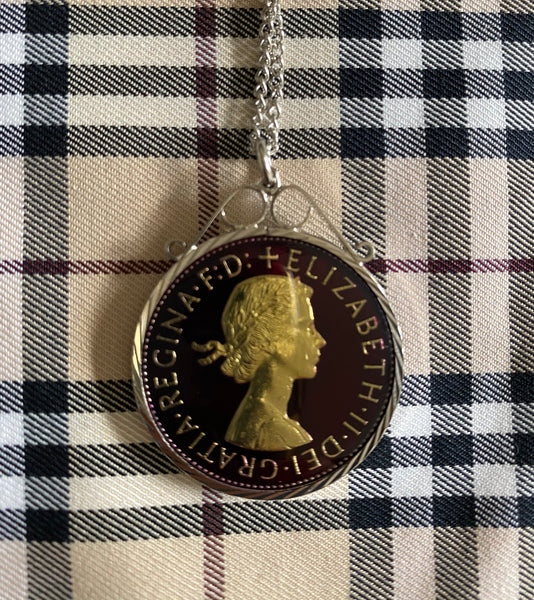 + ELIZABETH · II · DEI · GRATIA · REGINA · F : D :